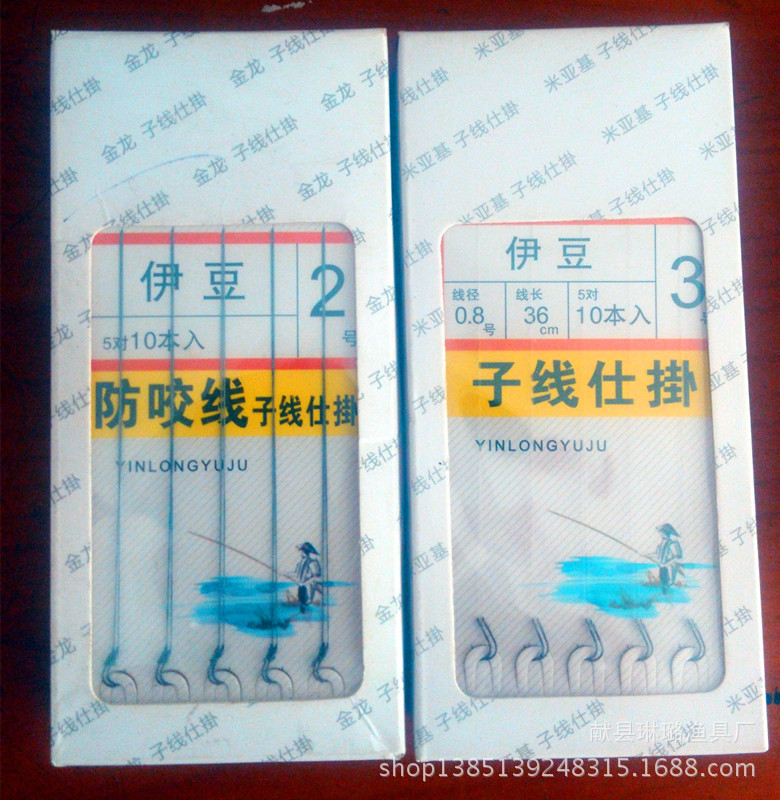 金龙 子线仕掛
米亚基 子线仕掛
伊豆
2
号
5对10本入
防咬线 子线仕掛
YINLONGYUJU
伊豆
3
线径
0.8号
线长
36cm
5对
10本入
子线仕掛
YINLONGYUJU
献县琳璐渔具厂
shop1385139248315.1688.com